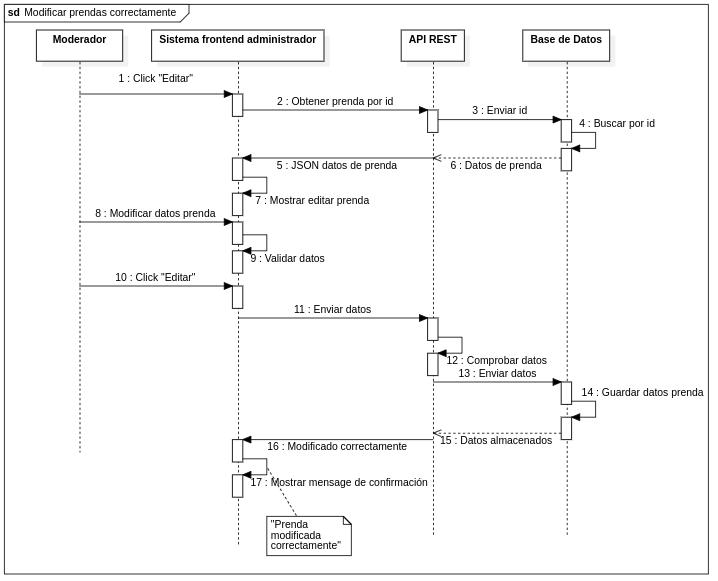 sd Modificar prendas correctamente
Moderador
Sistema frontend administrador
API REST
Base de Datos
1 : Click "Editar"
2 : Obtener prenda por id
3 : Enviar id
4 : Buscar por id
5 : JSON datos de prenda
6 : Datos de prenda
7 : Mostrar editar prenda
8 : Modificar datos prenda
9 : Validar datos
10 : Click "Editar"
11 : Enviar datos
12 : Comprobar datos
13 : Enviar datos
14 : Guardar datos prenda
15 : Datos almacenados
16 : Modificado correctamente
17 : Mostrar mensage de confirmación
"Prenda
modificada
correctamente"